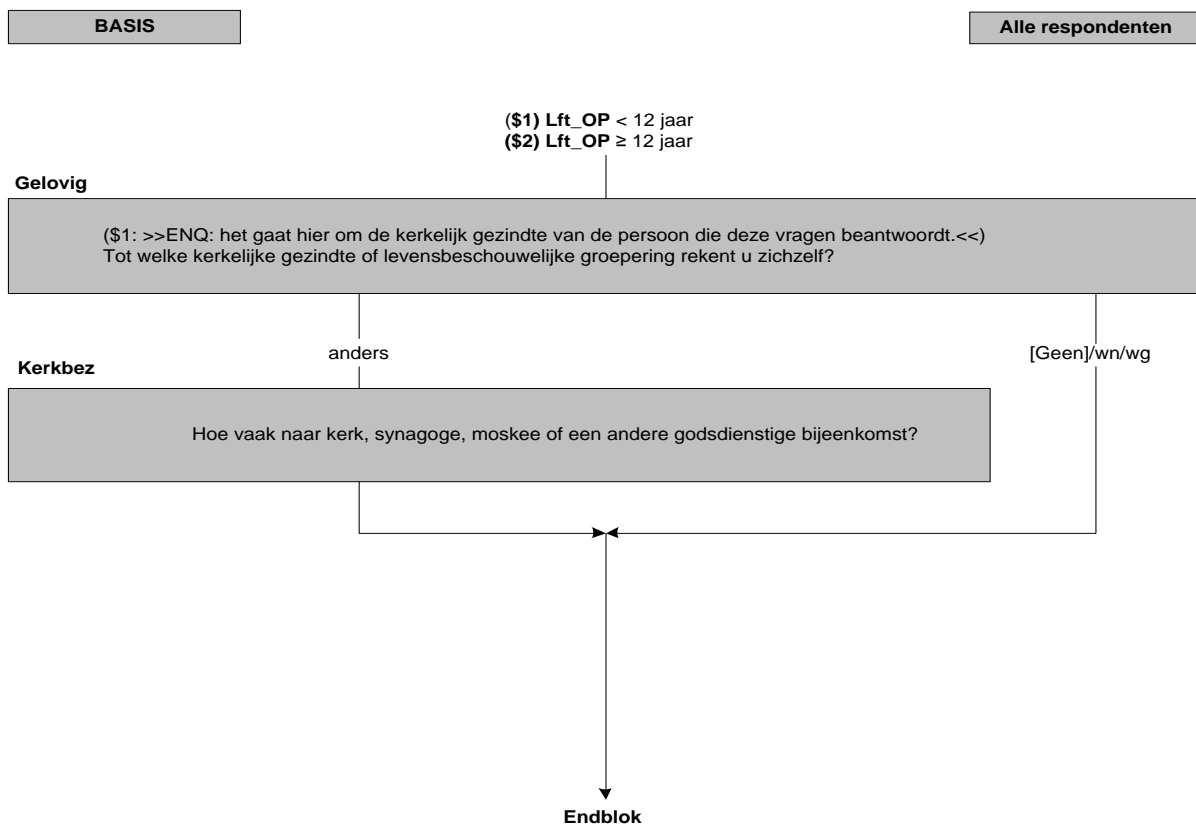 BASIS
Alle respondenten
($1) Lft_OP < 12 jaar
($2) Lft_OP ≥ 12 jaar
Gelovig
($1: >>ENQ: het gaat hier om de kerkelijk gezindte van de persoon die deze vragen beantwoordt.<<)
Tot welke kerkelijke gezindte of levensbeschouwelijke groepering rekent u zichzelf?
anders
[Geen]/wn/wg
Kerkbez
Hoe vaak naar kerk, synagoge, moskee of een andere godsdienstige bijeenkomst?
Endblok